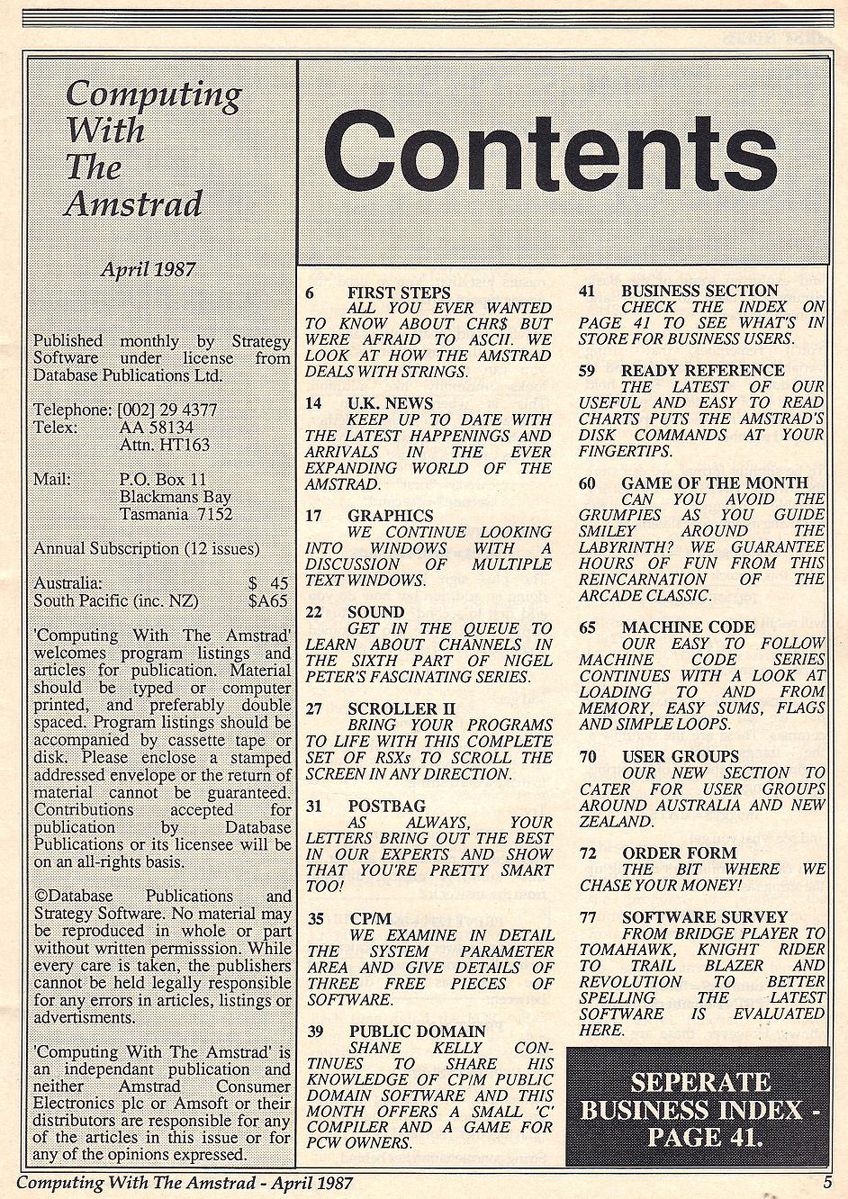 Computing
With
The
Amstrad
April 1987
Published monthly by Strategy
Software under license from
Database Publications Ltd.
Telephone: [002] 29 4377
Telex: AA 58134
Attn. HT163
Mail: P.O. Box 11
Blackmans Bay
Tasmania 7152
Annual Subscription (12 issues)
Australia: $ 45
South Pacific (inc. NZ) $A65
'Computing With The Amstrad'
welcomes program listings and
articles for publication. Material
should be typed or computer
printed, and preferably double
spaced. Program listings should be
accompanied by cassette tape or
disk. Please enclose a stamped
addressed envelope or the return of
material cannot be guaranteed.
Contributions accepted for
publication by Database
Publications or its licensee will be
on an all-rights basis.
©Database Publications and
Strategy Software. No material may
be reproduced in whole or part
without written permisssion. While
every care is taken, the publishers
cannot be held legally responsible
for any errors in articles, listings or
advertisments.
'Computing With The Amstrad' is
an independant publication and
neither Amstrad Consumer
Electronics plc or Amsoft or their
distributors are responsible for any
of the articles in this issue or for
any of the opinions expressed.
Contents
6 FIRST STEPS
ALL YOU EVER WANTED
TO KNOW ABOUT CHR$ BUT
WERE AFRAID TO ASCII. WE
LOOK AT HOW THE AMSTRAD
DEALS WITH STRINGS.
14 U.K. NEWS
KEEP UP TO DATE WITH
THE LATEST HAPPENINGS AND
ARRIVALS IN THE EVER
EXPANDING WORLD OF THE
AMSTRAD.
17 GRAPHICS
WE CONTINUE LOOKING
INTO WINDOWS WITH A
DISCUSSION OF MULTIPLE
TEXT WINDOWS.
22 SOUND
GET IN THE QUEUE TO
LEARN ABOUT CHANNELS IN
THE SIXTH PART OF NIGEL
PETER'S FASCINATING SERIES.
27 SCROLLER II
BRING YOUR PROGRAMS
TO LIFE WITH THIS COMPLETE
SET OF RSXs TO SCROLL THE
SCREEN IN ANY DIRECTION.
31 POSTBAG
AS ALWAYS, YOUR
LETTERS BRING OUT THE BEST
IN OUR EXPERTS AND SHOW
THAT YOU'RE PRETTY SMART
TOO!
35 CP/M
WE EXAMINE IN DETAIL
THE SYSTEM PARAMETER
AREA AND GIVE DETAILS OF
THREE FREE PIECES OF
SOFTWARE.
39 PUBLIC DOMAIN
SHANE KELLY CON-
TINUES TO SHARE HIS
KNOWLEDGE OF CP/M PUBLIC
DOMAIN SOFTWARE AND THIS
MONTH OFFERS A SMALL 'C'
COMPILER AND A GAME FOR
PCW OWNERS.
41 BUSINESS SECTION
CHECK THE INDEX ON
PAGE 41 TO SEE WHAT'S IN
STORE FOR BUSINESS USERS.
59 READY REFERENCE
THE LATEST OF OUR
USEFUL AND EASY TO READ
CHARTS PUTS THE AMSTRAD'S
DISK COMMANDS AT YOUR
FINGERTIPS.
60 GAME OF THE MONTH
CAN YOU AVOID THE
GRUMPIES AS YOU GUIDE
SMILEY AROUND THE
LABYRINTH? WE GUARANTEE
HOURS OF FUN FROM THIS
REINCARNATION OF THE
ARCADE CLASSIC.
65 MACHINE CODE
OUR EASY TO FOLLOW
MACHINE CODE SERIES
CONTINUES WITH A LOOK AT
LOADING TO AND FROM
MEMORY, EASY SUMS, FLAGS
AND SIMPLE LOOPS.
70 USER GROUPS
OUR NEW SECTION TO
CATER FOR USER GROUPS
AROUND AUSTRALIA AND NEW
ZEALAND.
72 ORDER FORM
THE BIT WHERE WE
CHASE YOUR MONEY!
77 SOFTWARE SURVEY
FROM BRIDGE PLAYER TO
TOMAHAWK, KNIGHT RIDER
TO TRAIL BLAZER AND
REVOLUTION TO BETTER
SPELLING THE LATEST
SOFTWARE IS EVALUATED
HERE.
SEPERATE
BUSINESS INDEX -
PAGE 41.
Computing With The Amstrad - April 1987 5